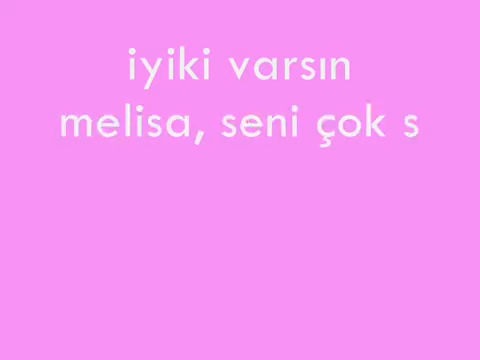 iyiki varsın
melisa, seni çok s